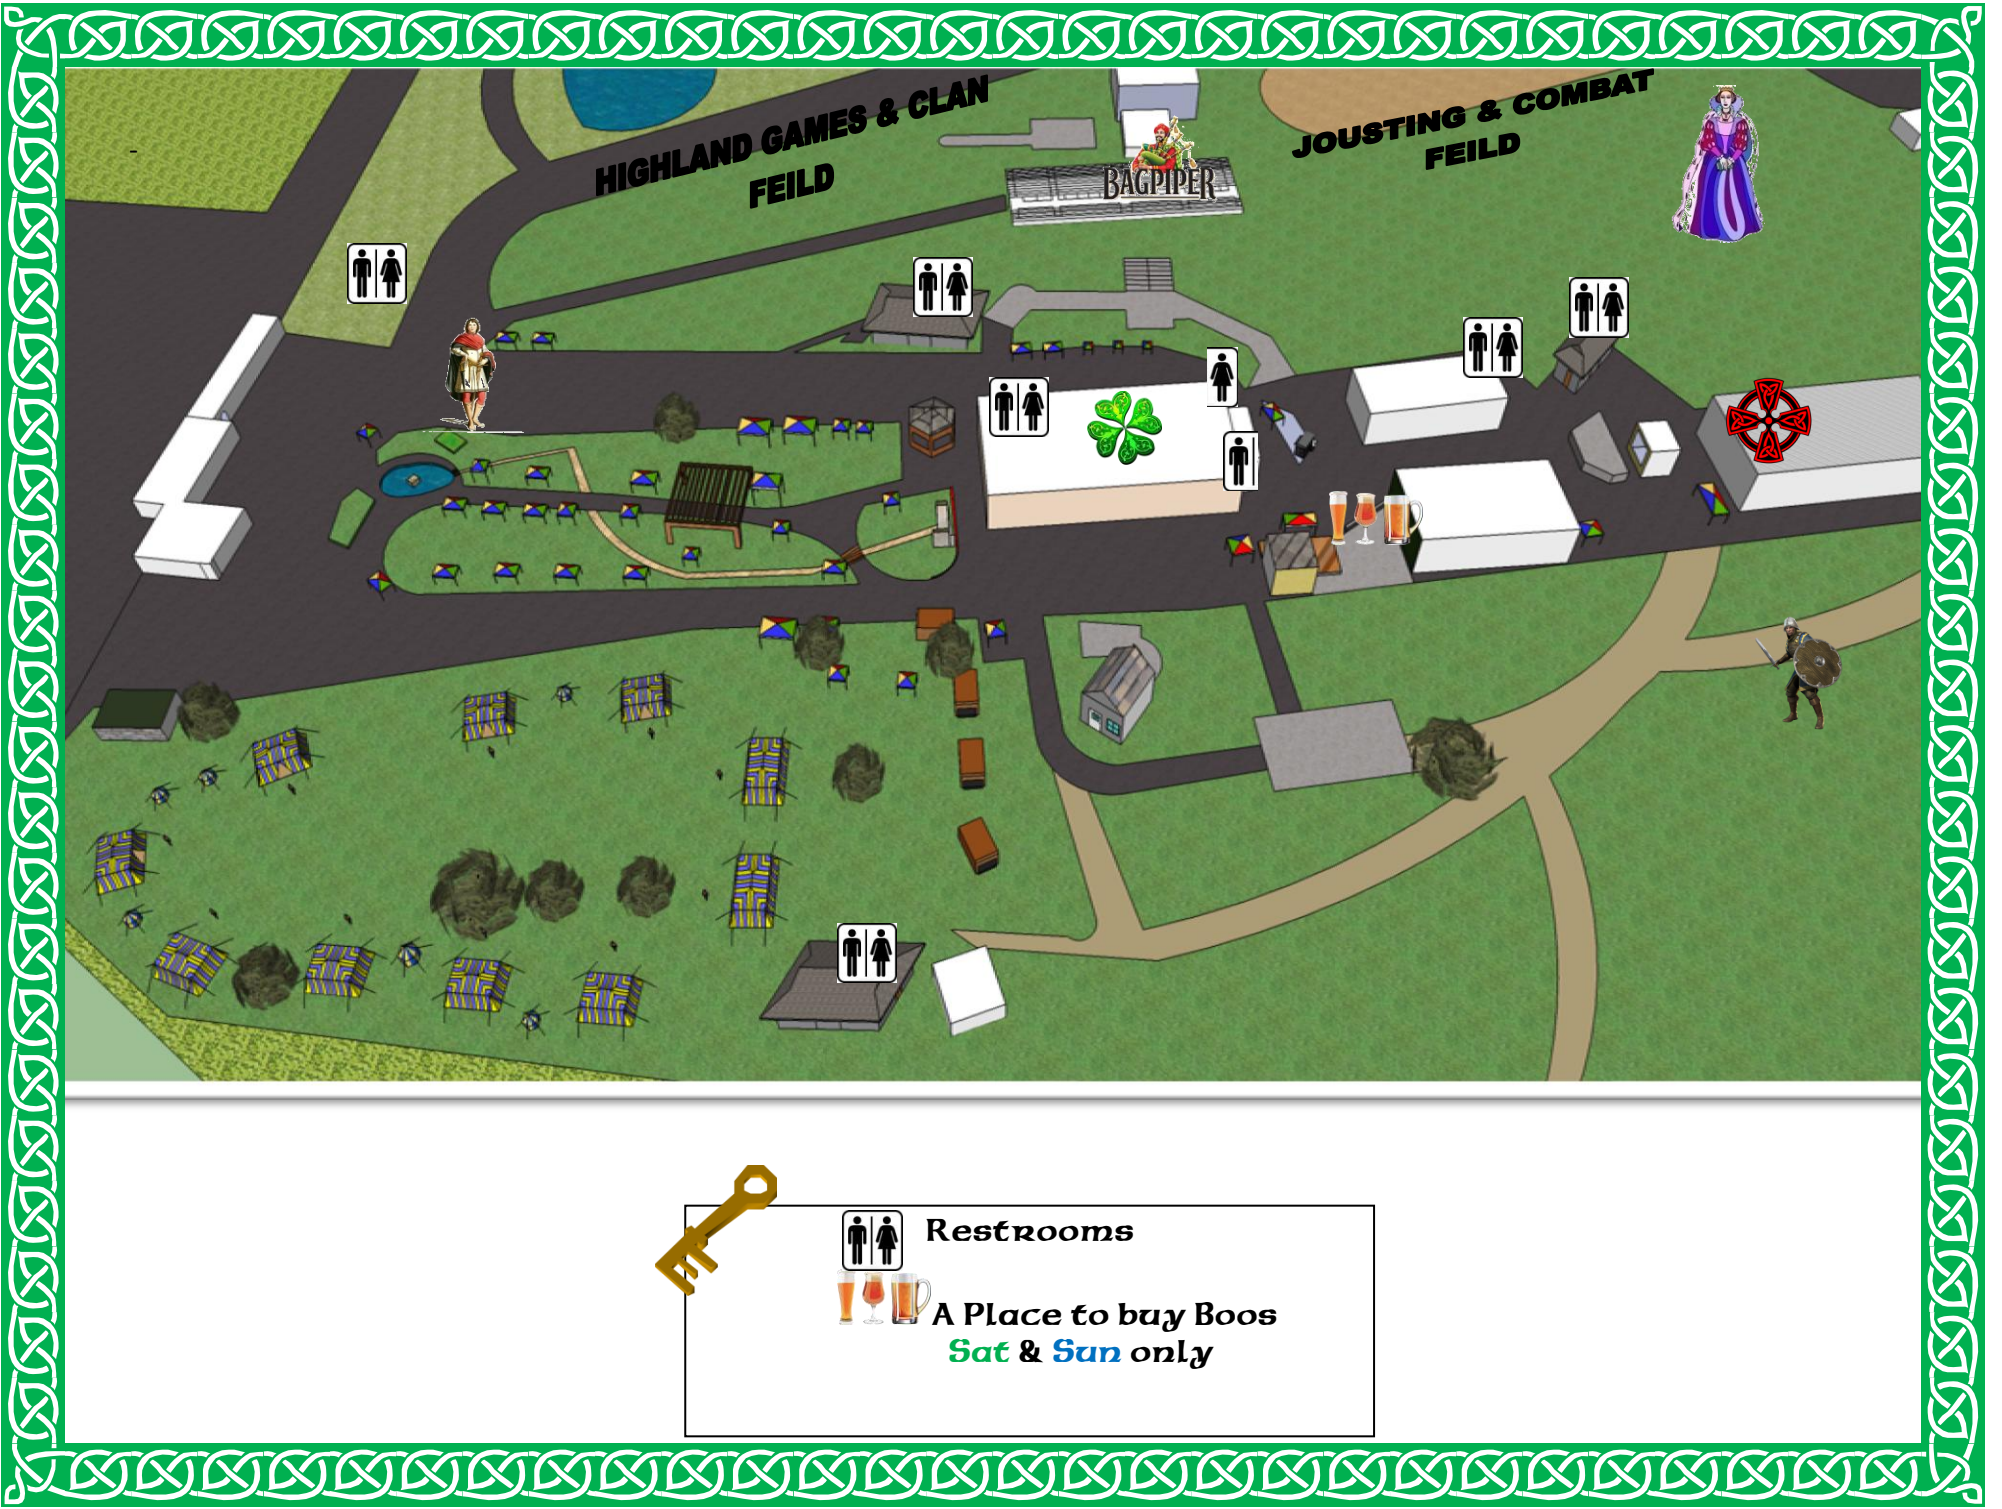 HIGHLAND GAMES & CLAN
FEILD
JOUSTING & COMBAT
FEILD
BAGPIPER
-
Restrooms
A Place to buy Boos
Sat & Sun only